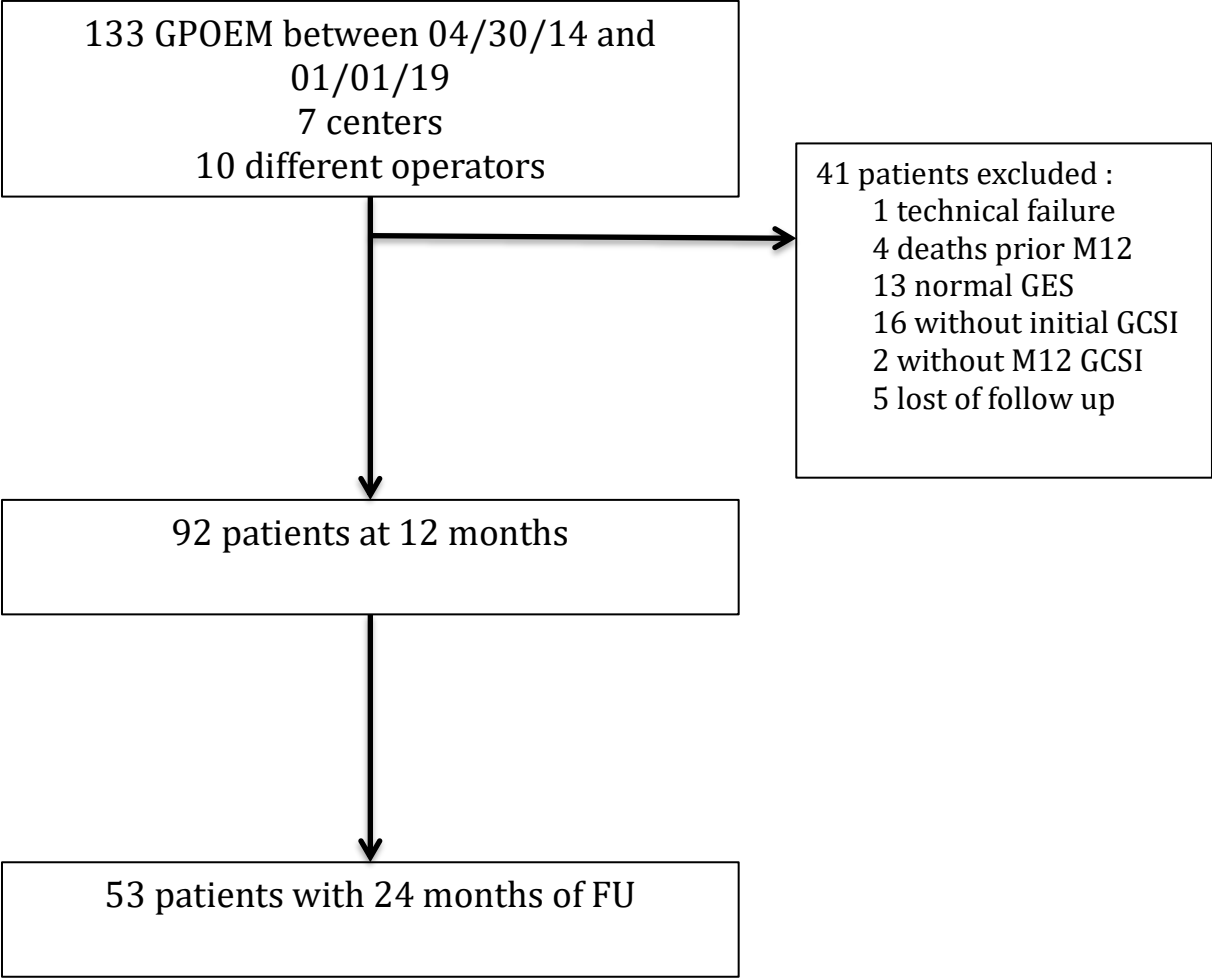 133 GPOEM between 04/30/14 and
01/01/19
7 centers
10 different operators
41 patients excluded :
1 technical failure
4 deaths prior M12
13 normal GES
16 without initial GCSI
2 without M12 GCSI
5 lost of follow up
92 patients at 12 months
53 patients with 24 months of FU